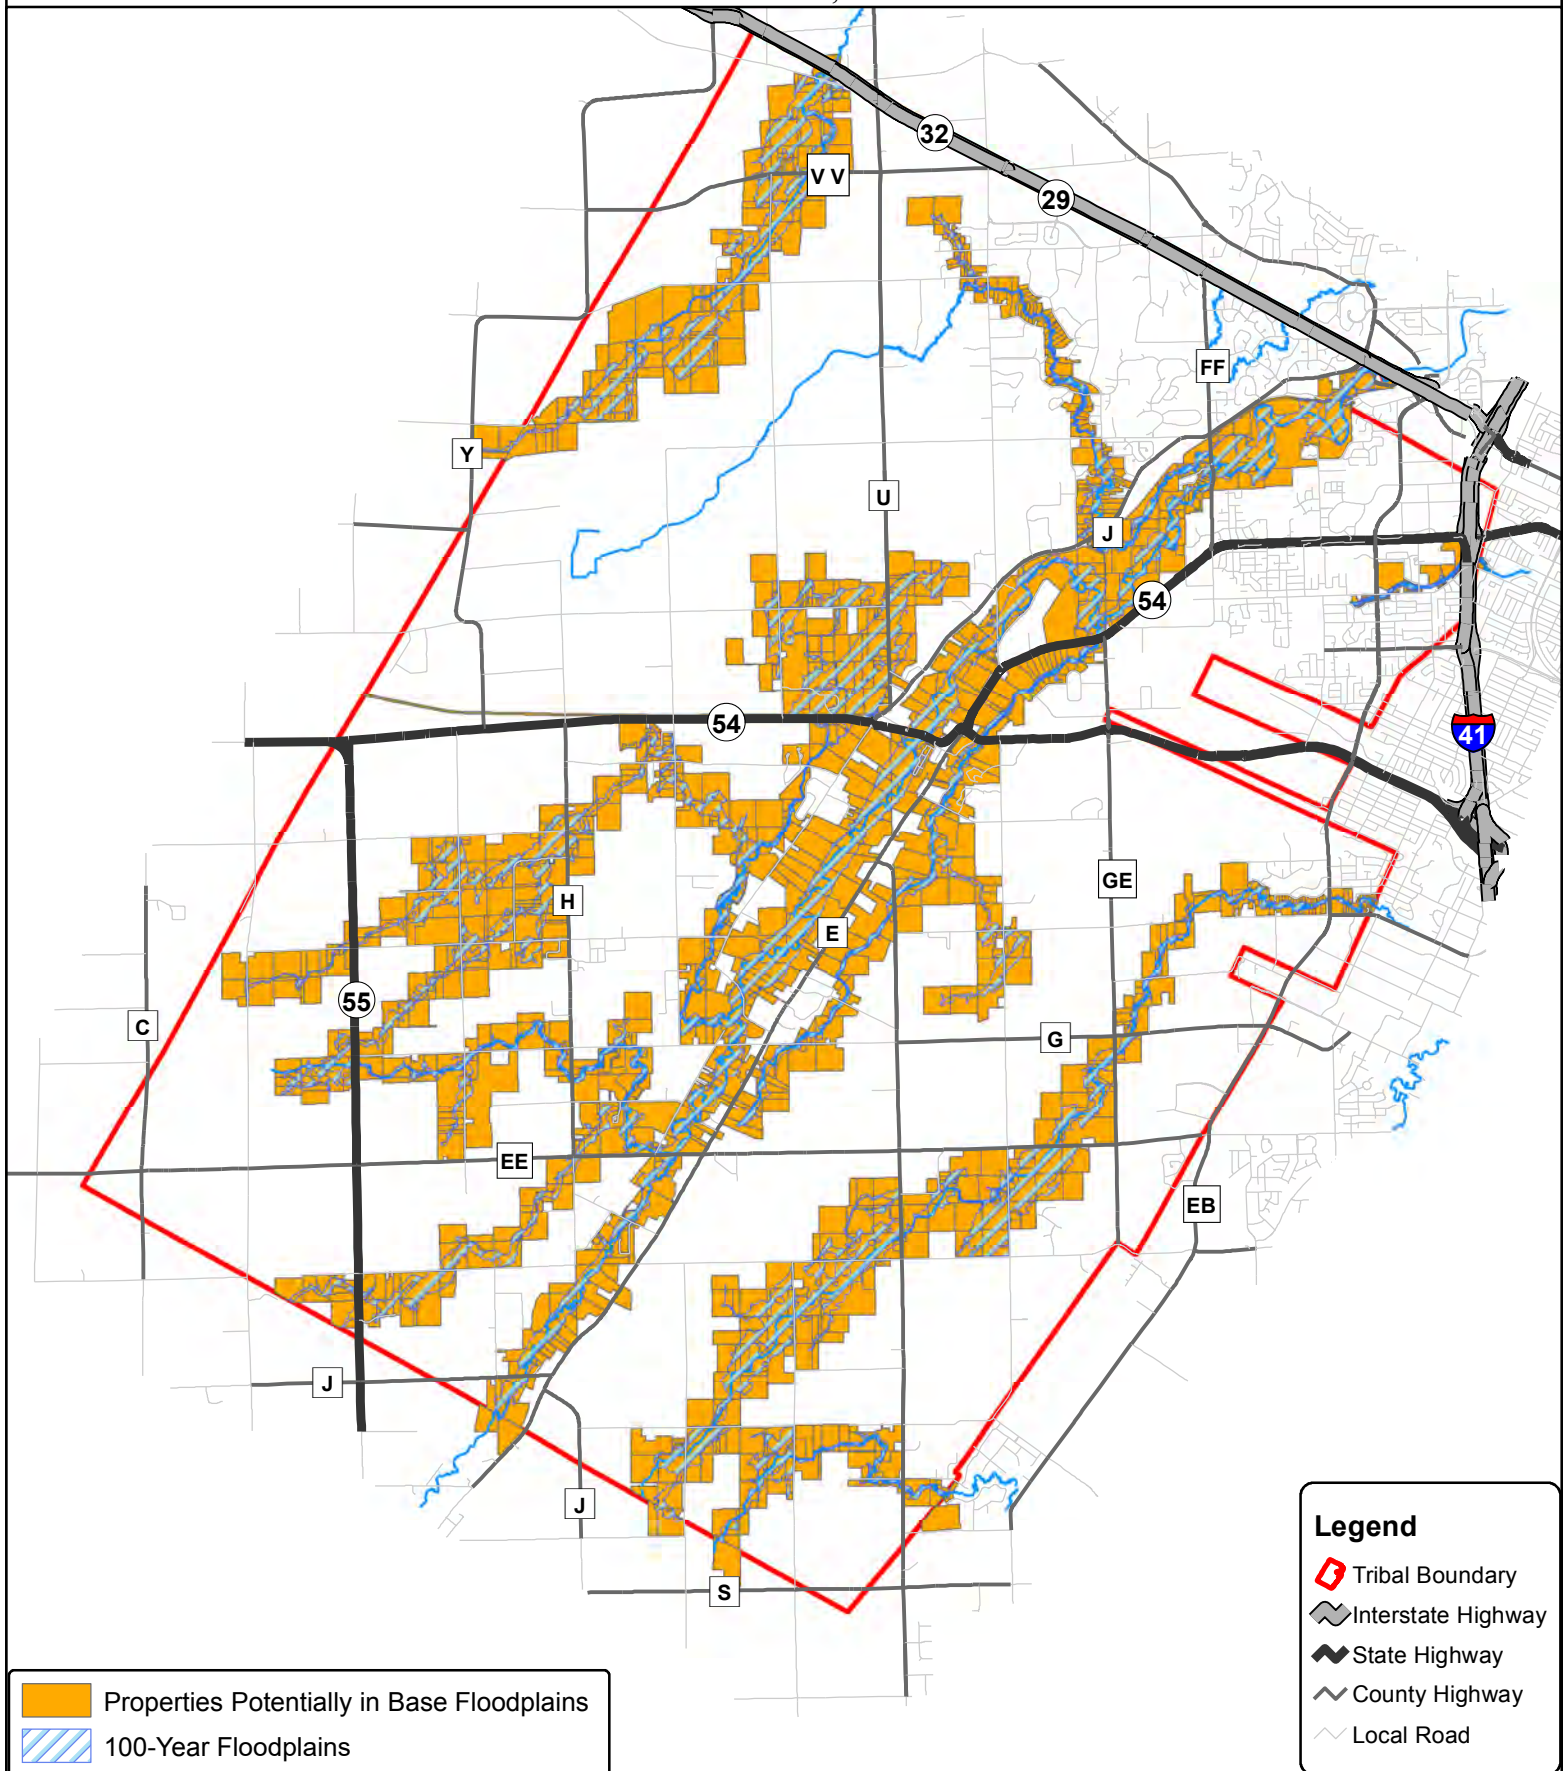 32
V V
29
FF
Y
U
J
54
54
41
H
GE
E
55
C
G
EE
EB
J
J
S
Legend
Tribal Boundary
Interstate Highway
State Highway
County Highway
Local Road
Properties Potentially in Base Floodplains
100-Year Floodplains